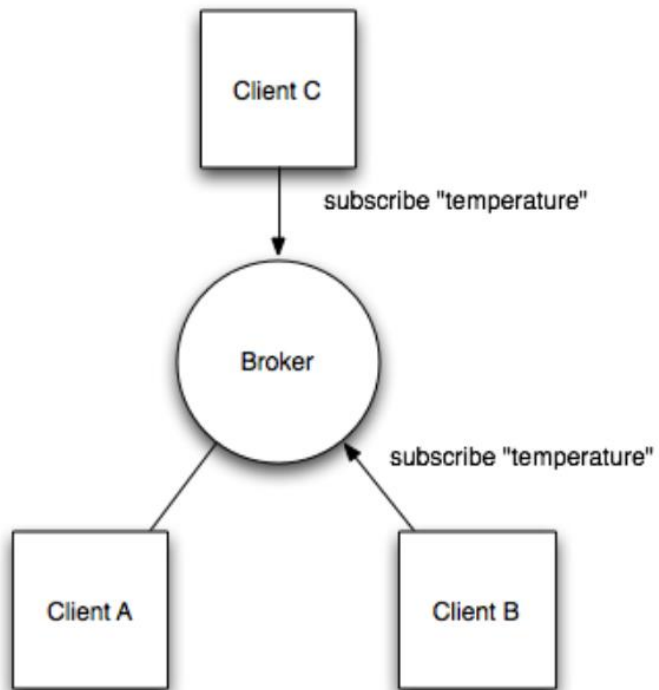 Client C
subscribe "temperature"
Broker
subscribe "temperature"
Client A
Client B